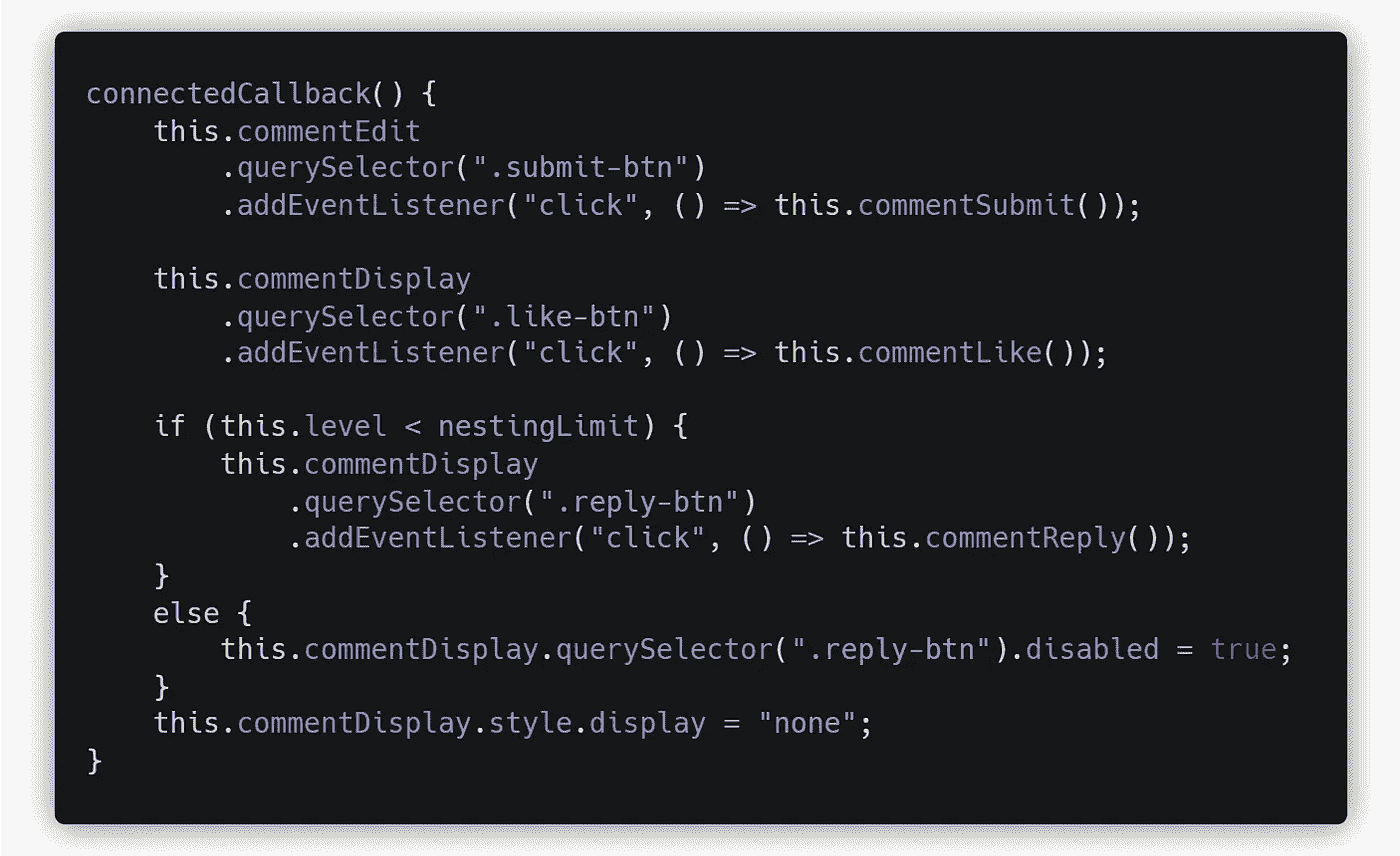 connectedCallback() {
    this.commentEdit
        .querySelector(".submit-btn")
        .addEventListener("click", () => this.commentSubmit());

    this.commentDisplay
        .querySelector(".like-btn")
        .addEventListener("click", () => this.commentLike());

    if (this.level < nestingLimit) {
        this.commentDisplay
            .querySelector(".reply-btn")
            .addEventListener("click", () => this.commentReply());
    }
    else {
        this.commentDisplay.querySelector(".reply-btn").disabled = true;
    }
    this.commentDisplay.style.display = "none";
}